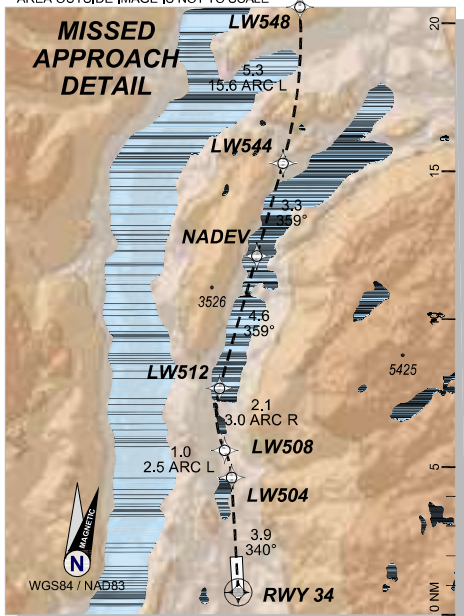 AREA OUTSIDE IMAGE IS NOT TO SCALE
MISSED
APPROACH
DETAIL
LW548
20
5.3
15.6 ARC L
LW544
15
3.3
359°
NADEV
3526
4.6
359°
5425
LW512
2.1
3.0 ARC R
1.0
2.5 ARC L
LW508
5
LW504
MAGNETIC
N
WGS84 / NAD83
3.9
340°
RWY 34
0 NM